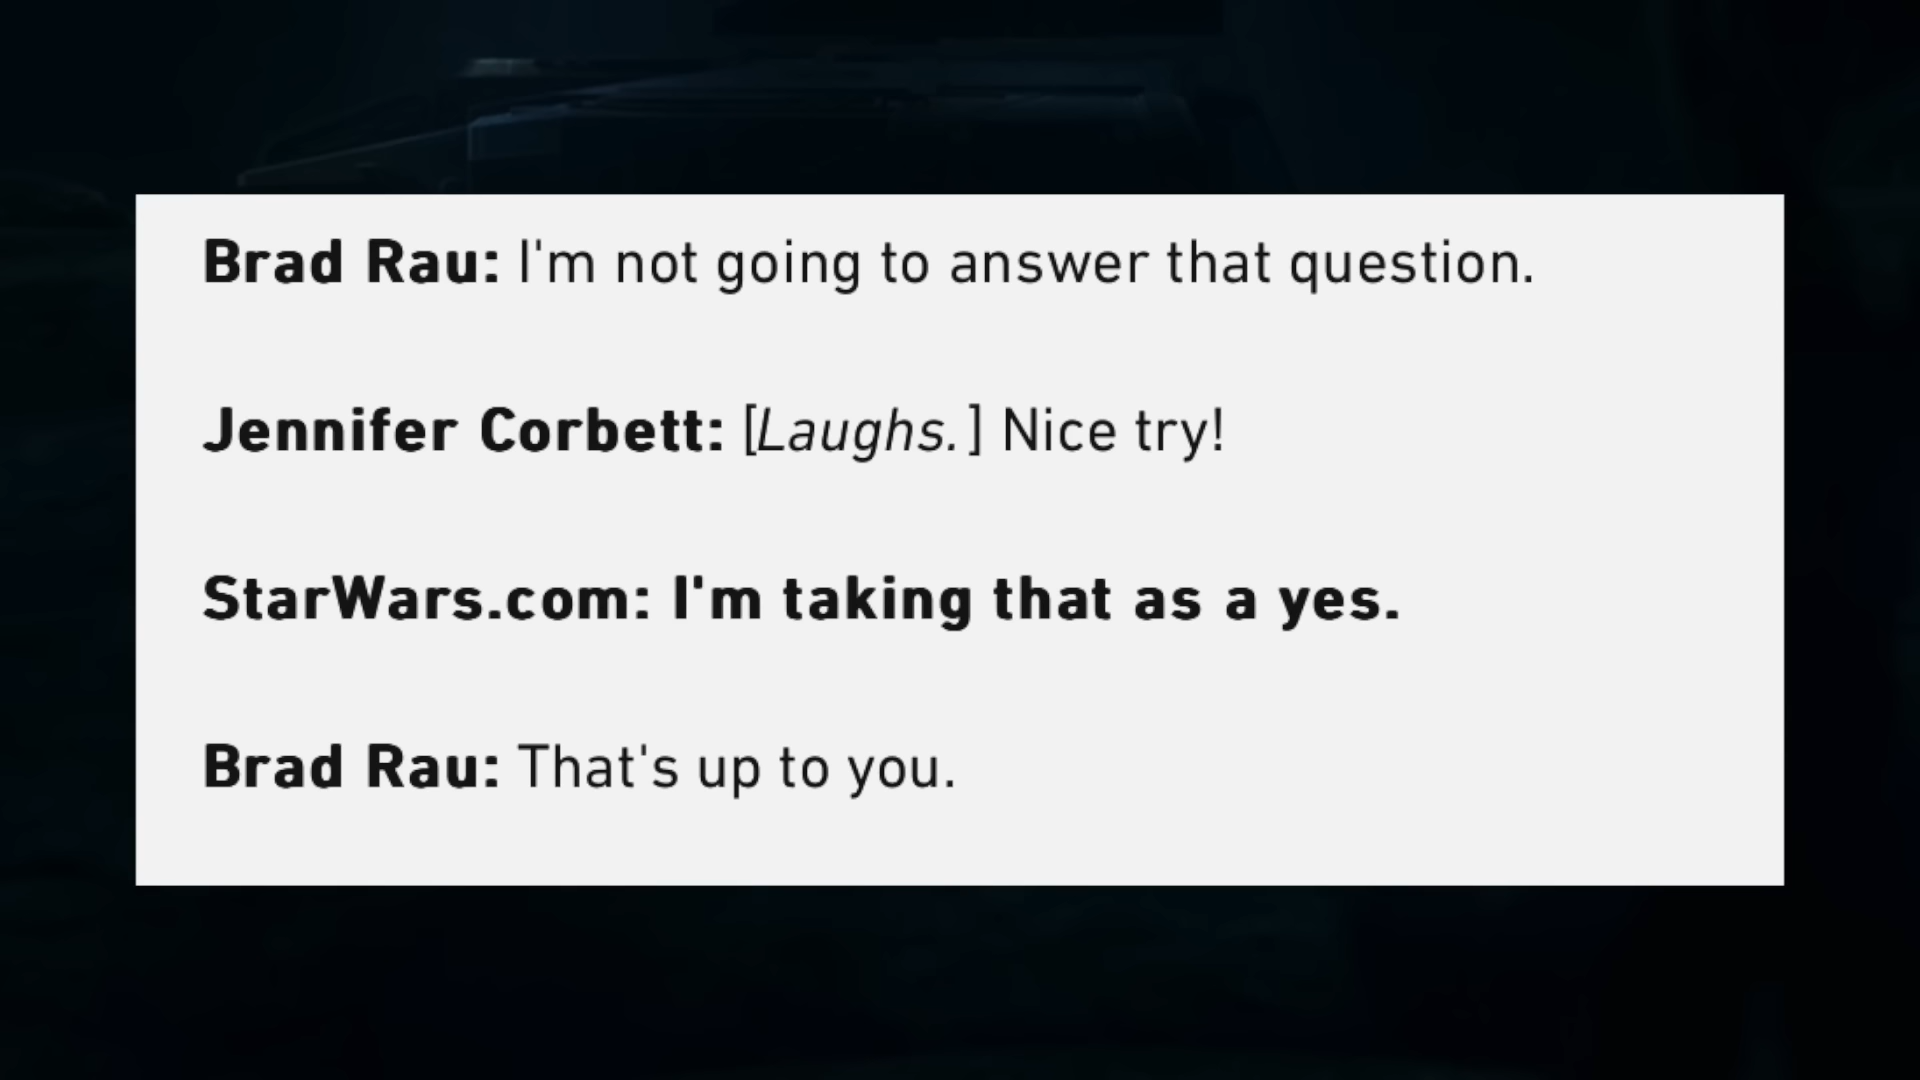 Brad Rau: I'm not going to answer that question.
Jennifer Corbett: [Laughs.] Nice try!
StarWars.com: I'm taking that as a yes.
Brad Rau: That's up to you.